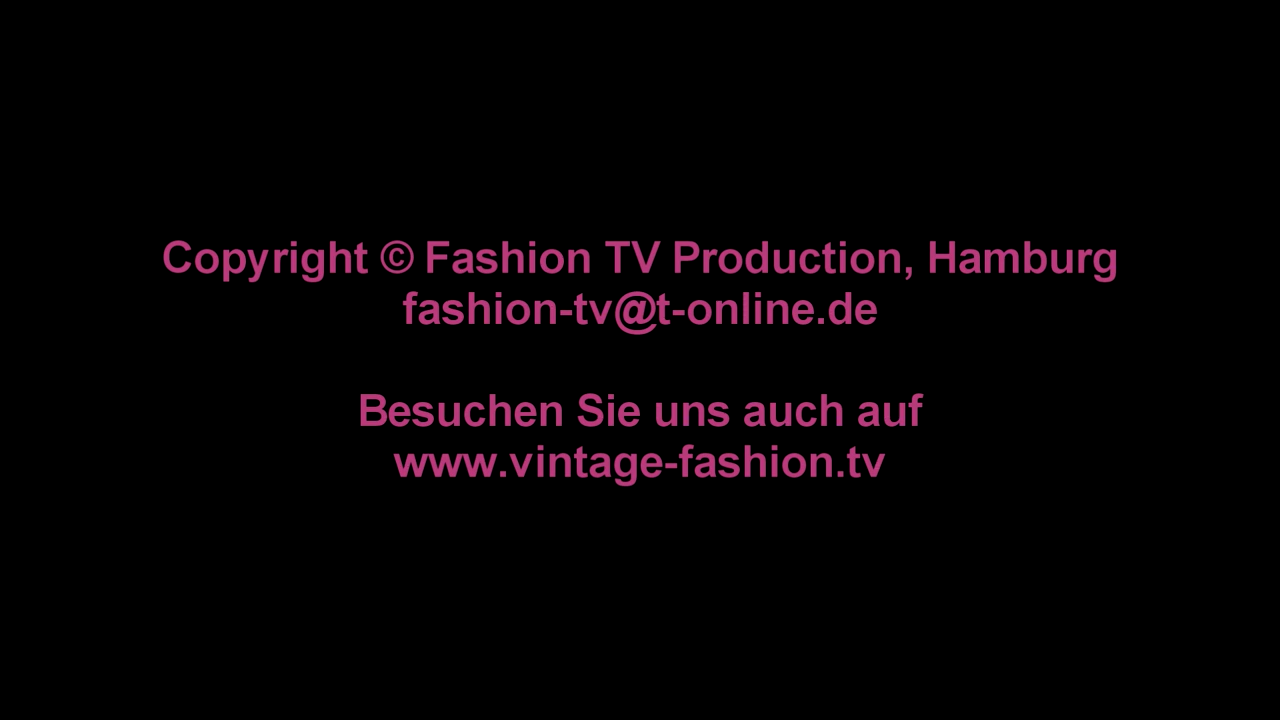 Copyright © Fashion TV Production, Hamburg
fashion-tv@t-online.de
Besuchen Sie uns auch auf
www.vintage-fashion.tv